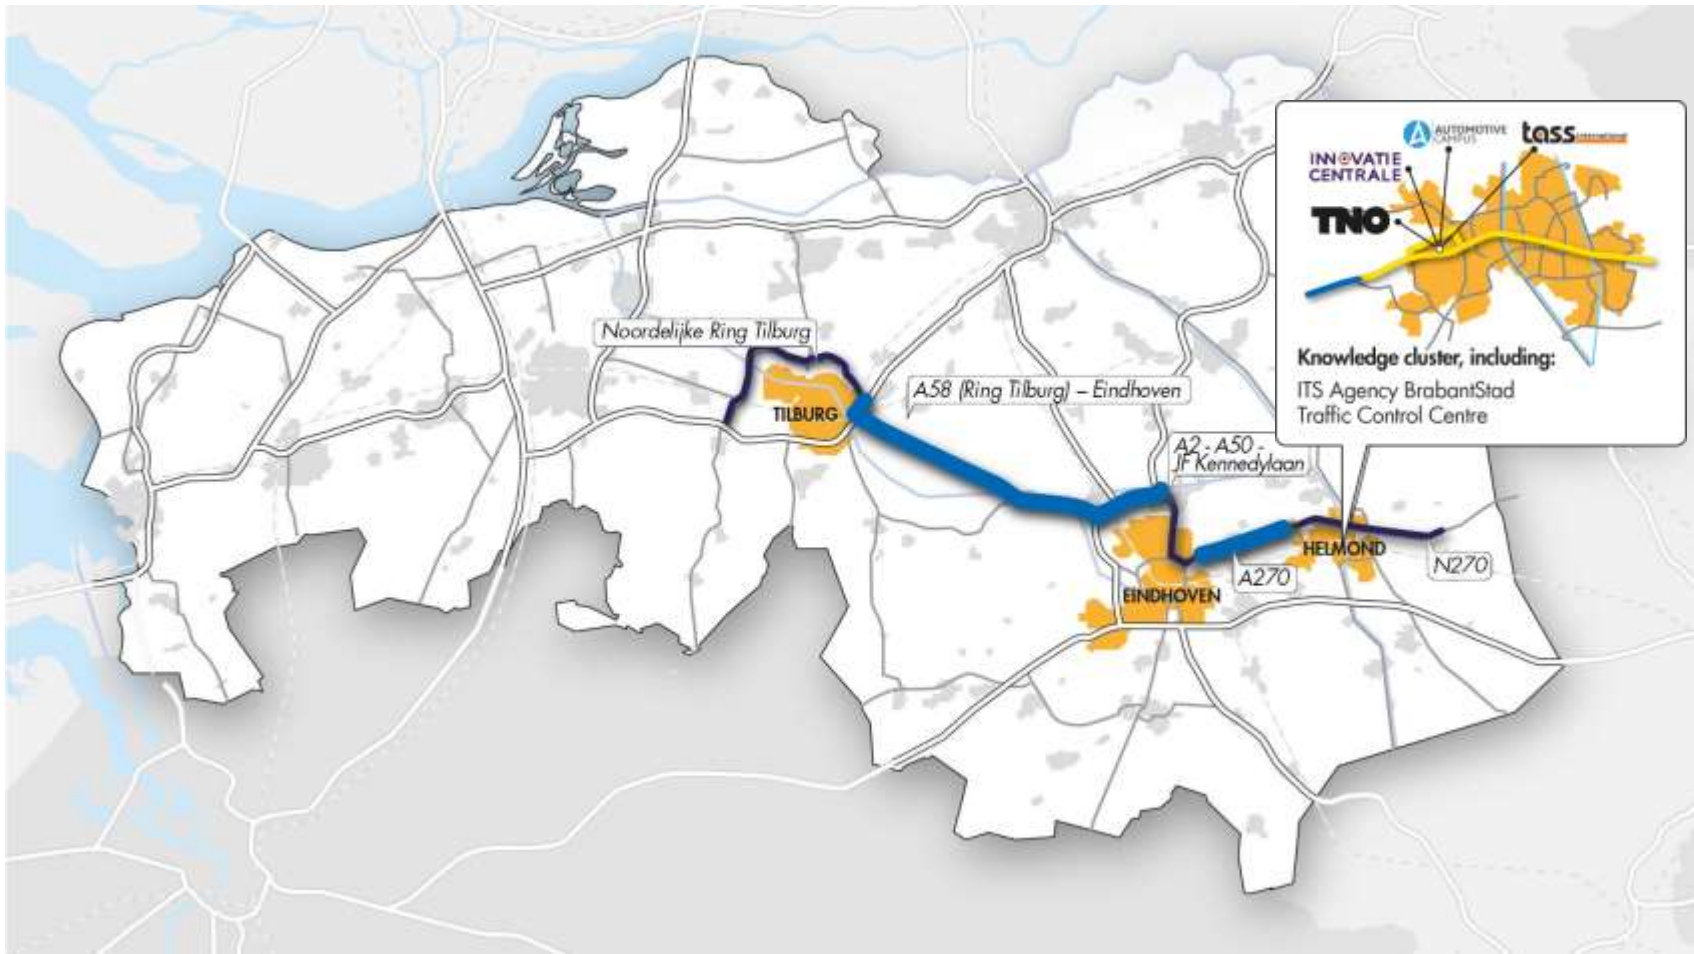 AUTOMOTIVE
CAMPUS
tass international
INNOVATIE
CENTRALE
TNO
Knowledge cluster, including:
ITS Agency BrabantStad
Traffic Control Centre
Noordelijke Ring Tilburg
TILBURG
A58 (Ring Tilburg) – Eindhoven
A2 - A50 -
JF Kennedylaan
HELMOND
N270
A270
EINDHOVEN